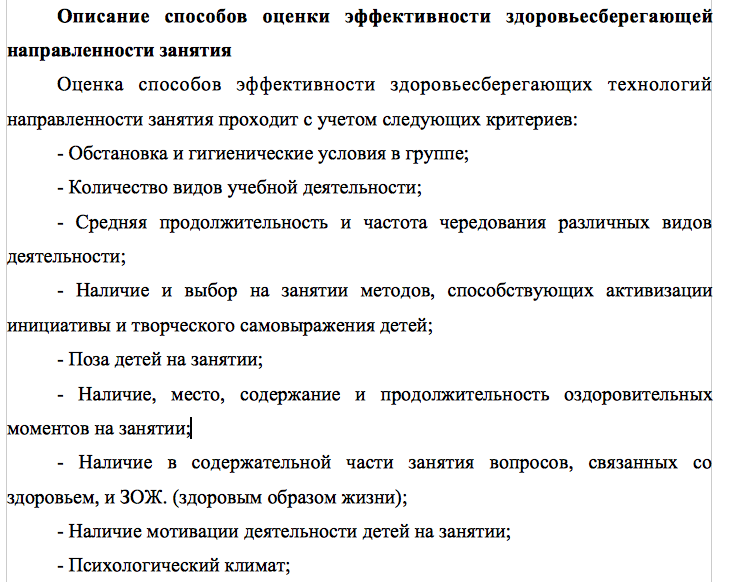 Описание способов оценки эффективности здоровьесберегающей
направленности занятия
Оценка способов эффективности здоровьесберегающих технологий
направленности занятия проходит с учетом следующих критериев:
- Обстановка и гигиенические условия в группе;
- Количество видов учебной деятельности;
- Средняя продолжительность и частота чередования различных видов
деятельности;
- Наличие и выбор на занятии методов, способствующих активизации
инициативы и творческого самовыражения детей;
- Поза детей на занятии;
- Наличие, место, содержание и продолжительность оздоровительных
моментов на занятии;
- Наличие в содержательной части занятия вопросов, связанных со
здоровьем, и ЗОЖ. (здоровым образом жизни);
- Наличие мотивации деятельности детей на занятии;
- Психологический климат;